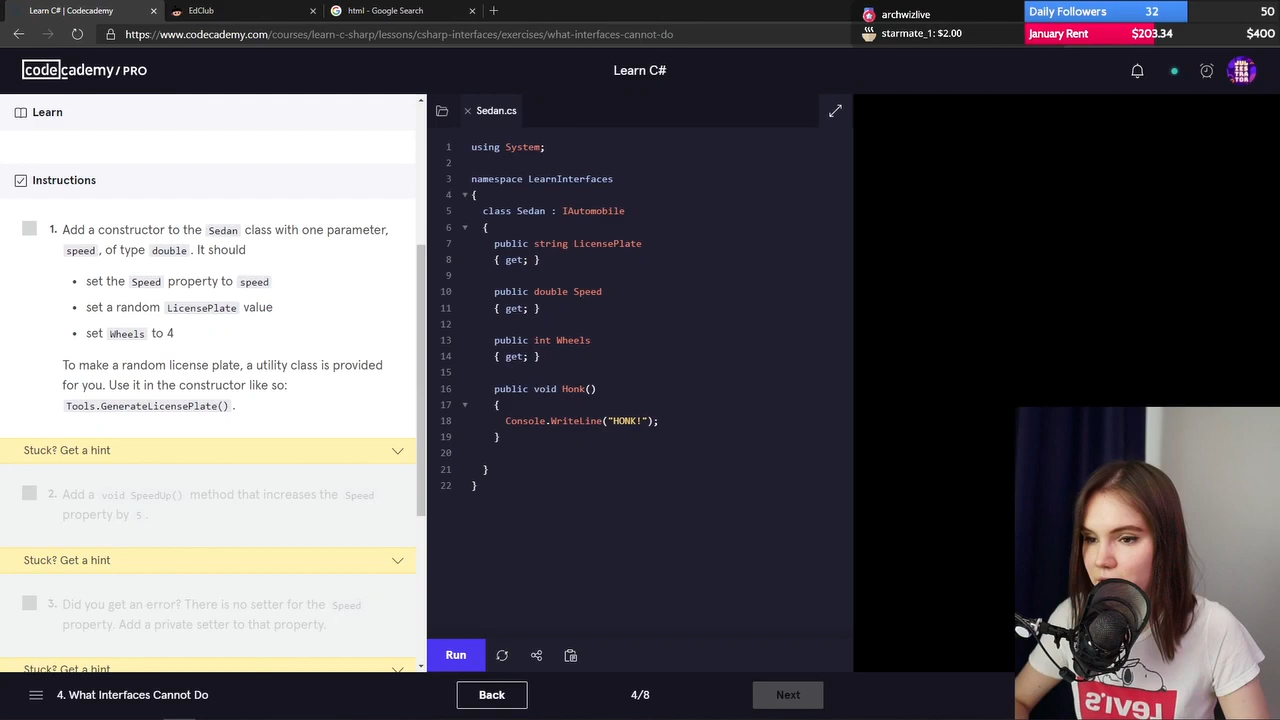 Learn C# | Codecademy
EdClub
html - Google Search
https://www.codecademy.com/courses/learn-c-sharp/lessons/csharp-interfaces/exercises/what-interfaces-cannot-do
archwizlive
starmate_1: $2.00
Daily Followers 32 50
January Rent $203.34 $400
codecademy/PRO
Learn C#
Learn
Sedan.cs
Instructions
1. Add a constructor to the Sedan class with one parameter,
speed, of type double. It should
• set the Speed property to speed
• set a random LicensePlate value
• set Wheels to 4
To make a random license plate, a utility class is provided
for you. Use it in the constructor like so:
Tools.GenerateLicensePlate().
Stuck? Get a hint
2. Add a void SpeedUp() method that increases the Speed
property by 5.
Stuck? Get a hint
3. Did you get an error? There is no setter for the Speed
property. Add a private setter to that property.
Stuck? Get a hint
1 using System;
2
3 namespace LearnInterfaces
4 {
5 class Sedan : IAutomobile
6 {
7 public string LicensePlate
8 { get; }
9
10 public double Speed
11 { get; }
12
13 public int Wheels
14 { get; }
15
16 public void Honk()
17 {
18 Console.WriteLine("HONK!");
19 }
20
21 }
22 }
Run
4. What Interfaces Cannot Do
Back
4/8
Next
LEVI'S